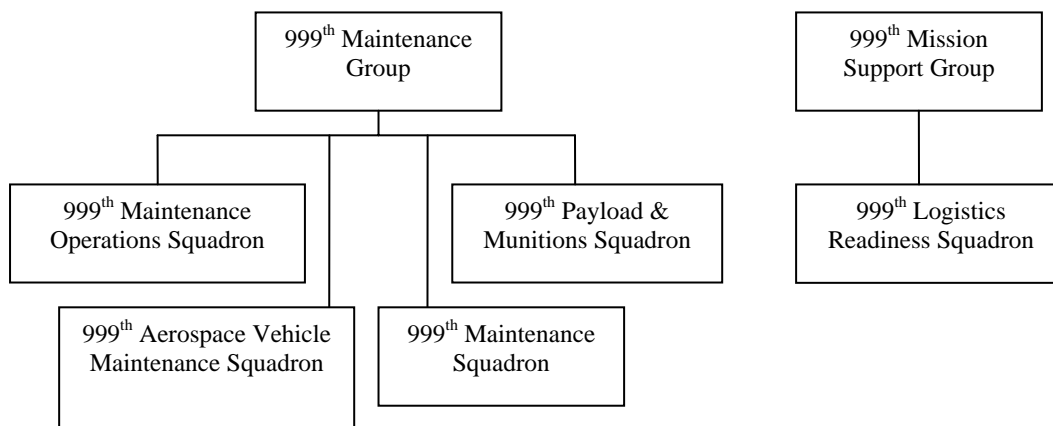 999th Maintenance
Group
999th Mission
Support Group
999th Maintenance
Operations Squadron
999th Payload &
Munitions Squadron
999th Logistics
Readiness Squadron
999th Aerospace Vehicle
Maintenance Squadron
999th Maintenance
Squadron